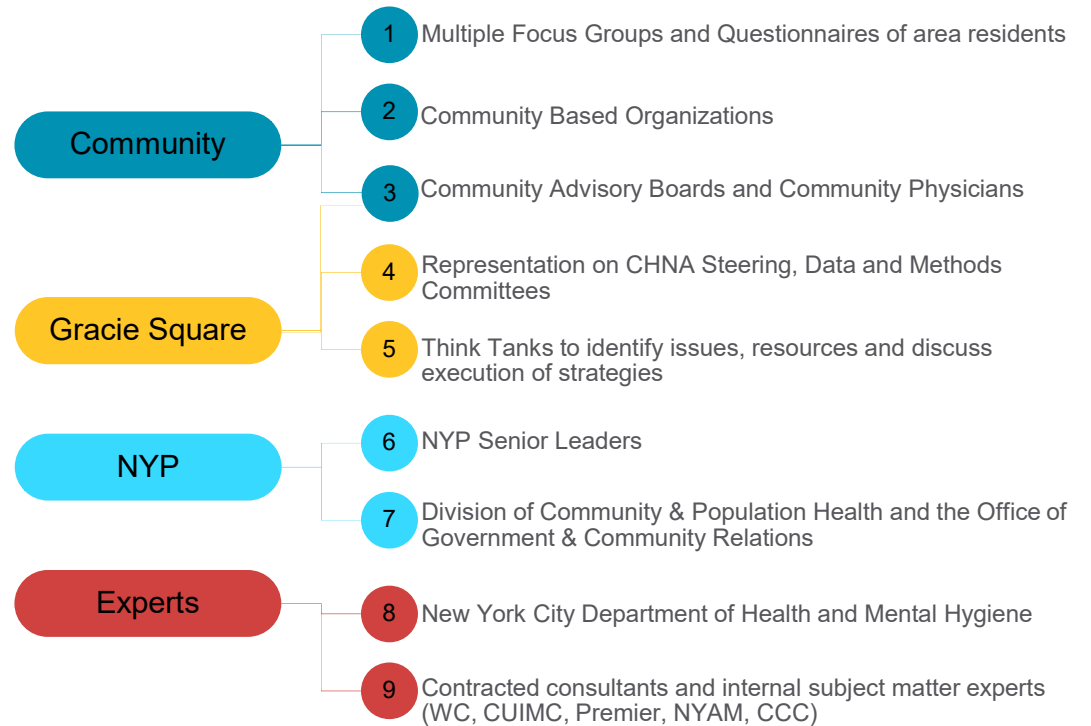 Community
1 Multiple Focus Groups and Questionnaires of area residents
2 Community Based Organizations
3 Community Advisory Boards and Community Physicians
Gracie Square
4 Representation on CHNA Steering, Data and Methods
Committees
5 Think Tanks to identify issues, resources and discuss
execution of strategies
NYP
6 NYP Senior Leaders
7 Division of Community & Population Health and the Office of
Government & Community Relations
Experts
8 New York City Department of Health and Mental Hygiene
9 Contracted consultants and internal subject matter experts
(WC, CUIMC, Premier, NYAM, CCC)